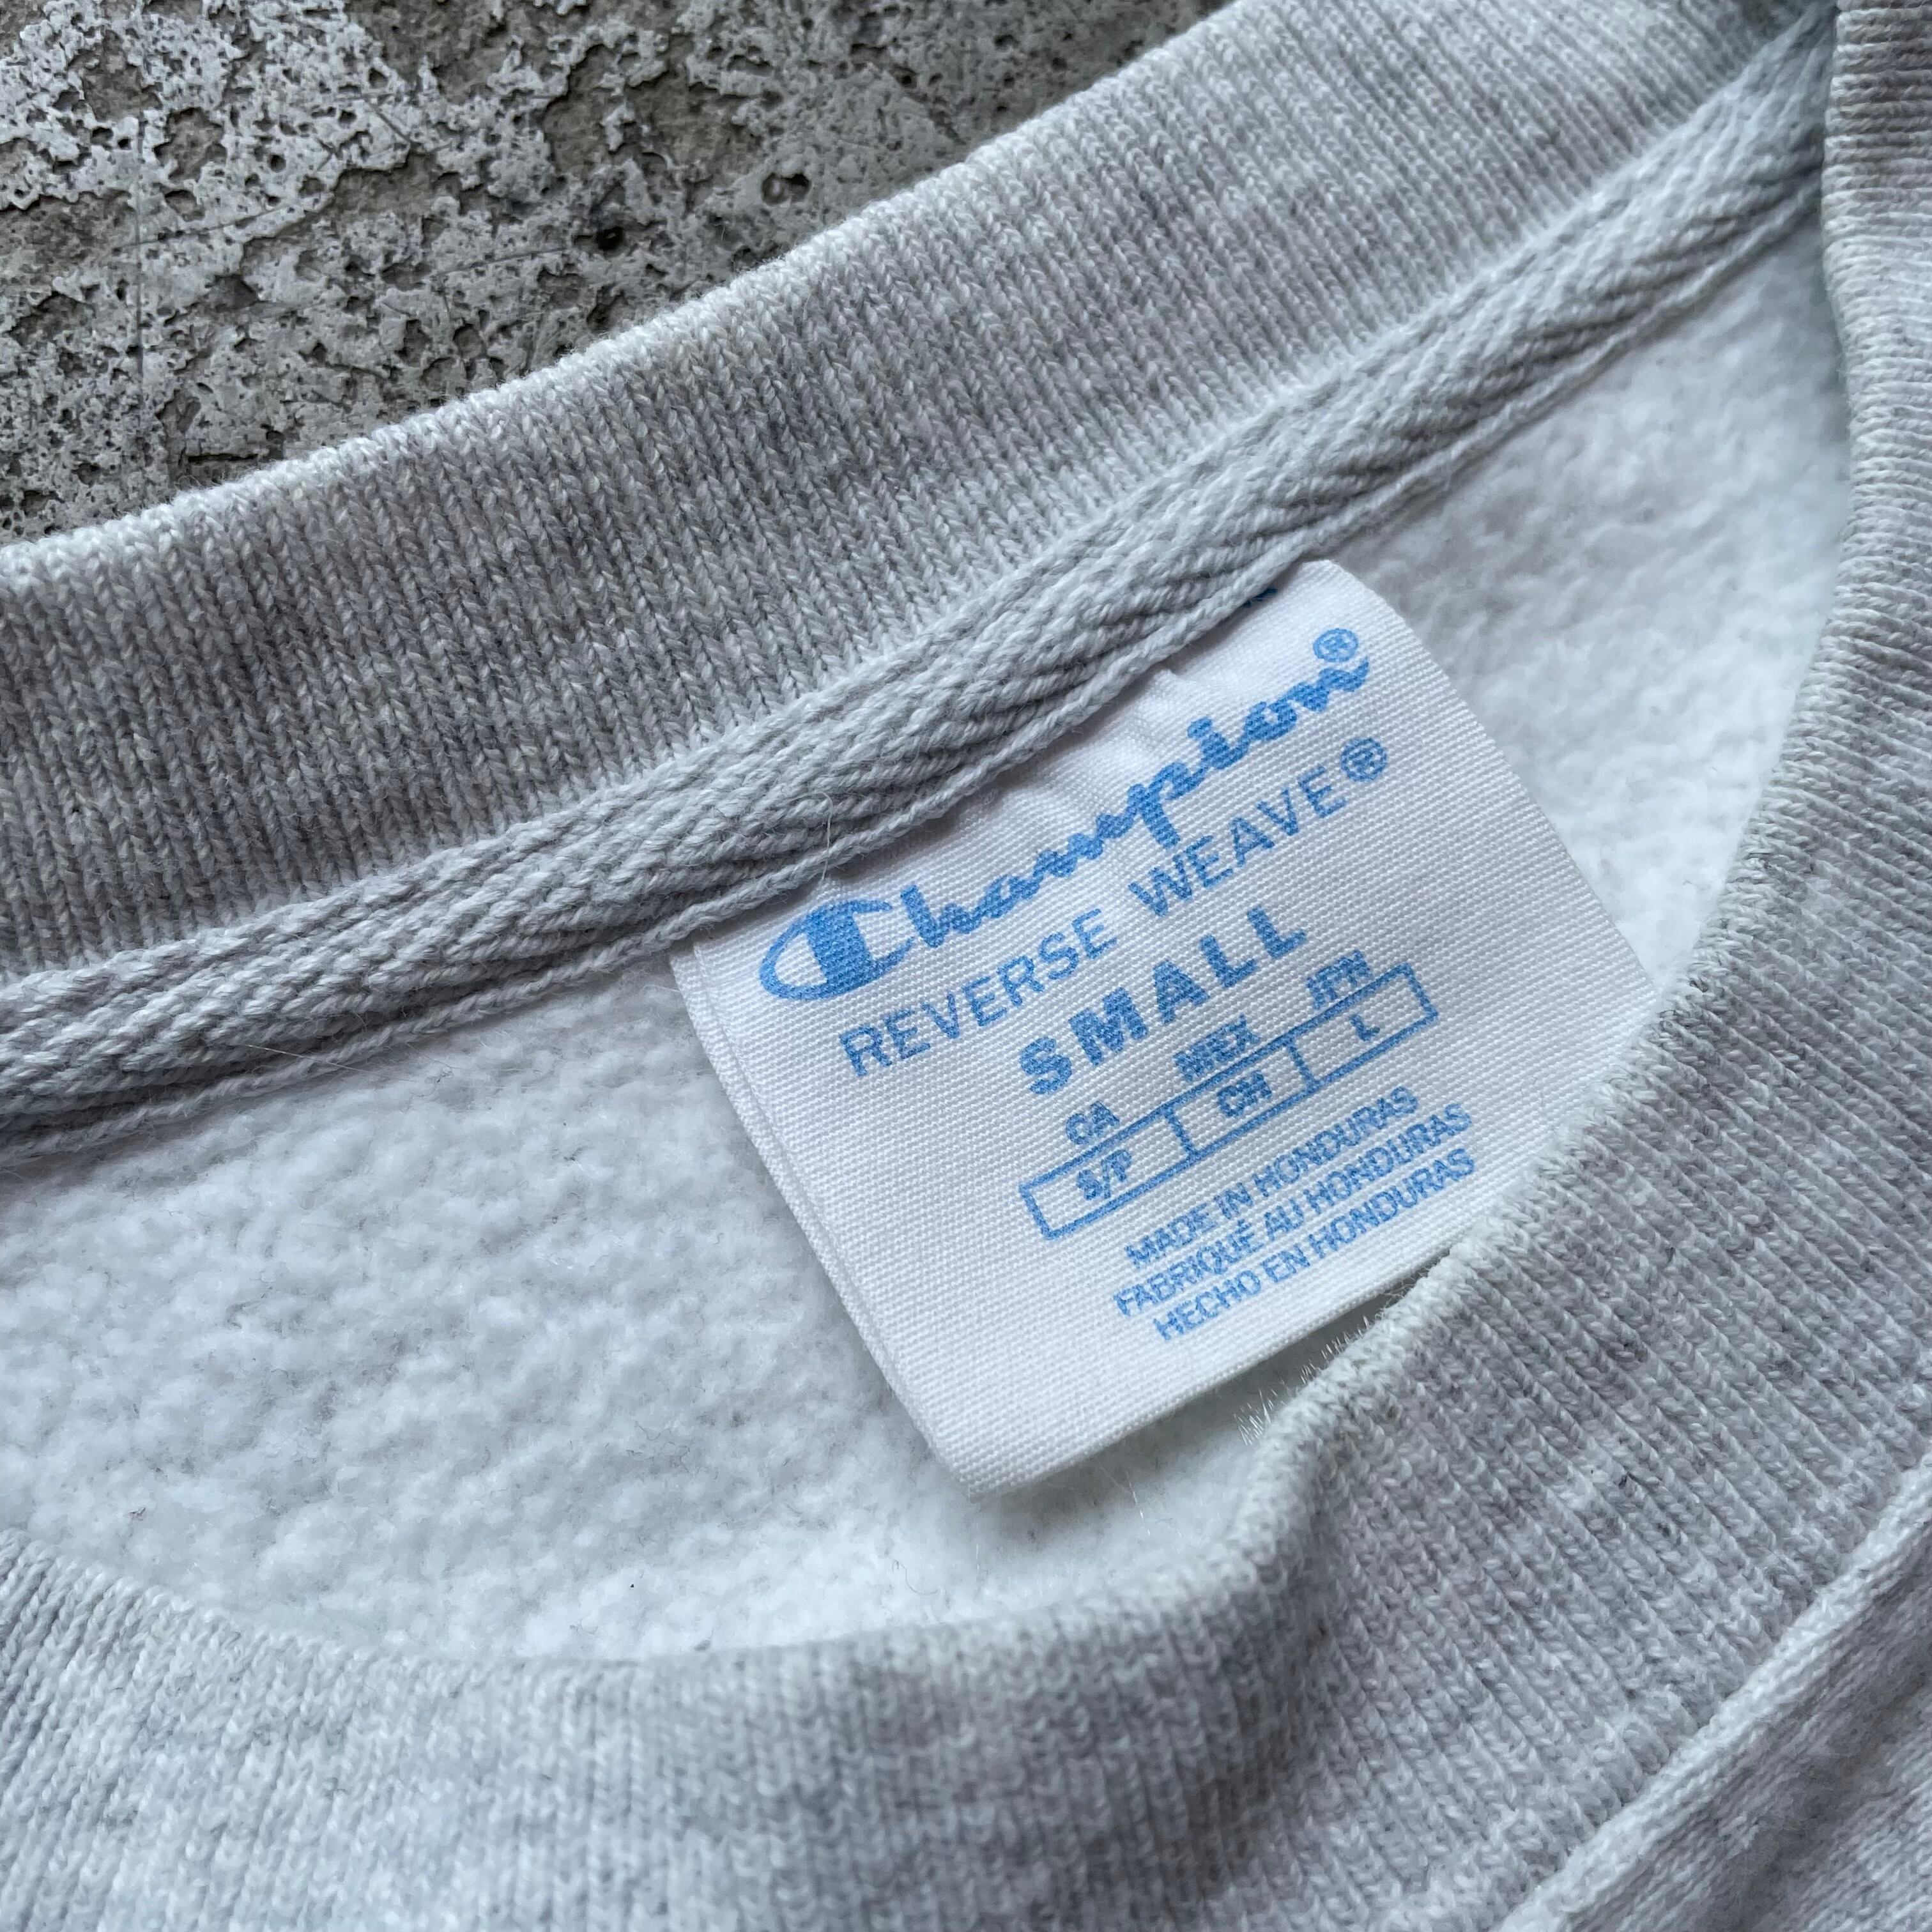 Champion®
REVERSE WEAVE®
SMALL
CA MEX JPN
S/P CH L
MADE IN HONDURAS
FABRIQUÉ AU HONDURAS
HECHO EN HONDURAS